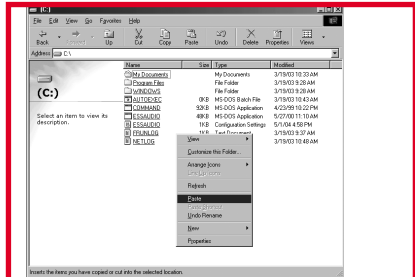 (C:)
File Edit View Go Favorites Help
Back Forward Up Cut Copy Paste Undo Delete Properties Views
Address C:\
Name Size Type Modified
My Documents My Documents 3/19/03 10:33 AM
Program Files File Folder 3/19/03 9:28 AM
WINDOWS File Folder 3/19/03 9:28 AM
AUTOEXEC 0KB MS-DOS Batch File 3/19/03 10:43 AM
COMMAND 92KB MS-DOS Application 4/23/99 10:22 PM
ESSAUDIO 48KB MS-DOS Application 5/27/00 11:10 AM
ESSAUDIO 1KB Configuration Settings 5/1/04 4:58 PM
FRUNLOG 1KB Text Document 3/19/03 9:37 AM
NETLOG 3/19/03 10:48 AM
(C:)
Select an item to view its
description.
View
Customize this Folder...
Arrange Icons
Line Up Icons
Refresh
Paste
Paste Shortcut
Undo Rename
New
Properties
Inserts the items you have copied or cut into the selected location.